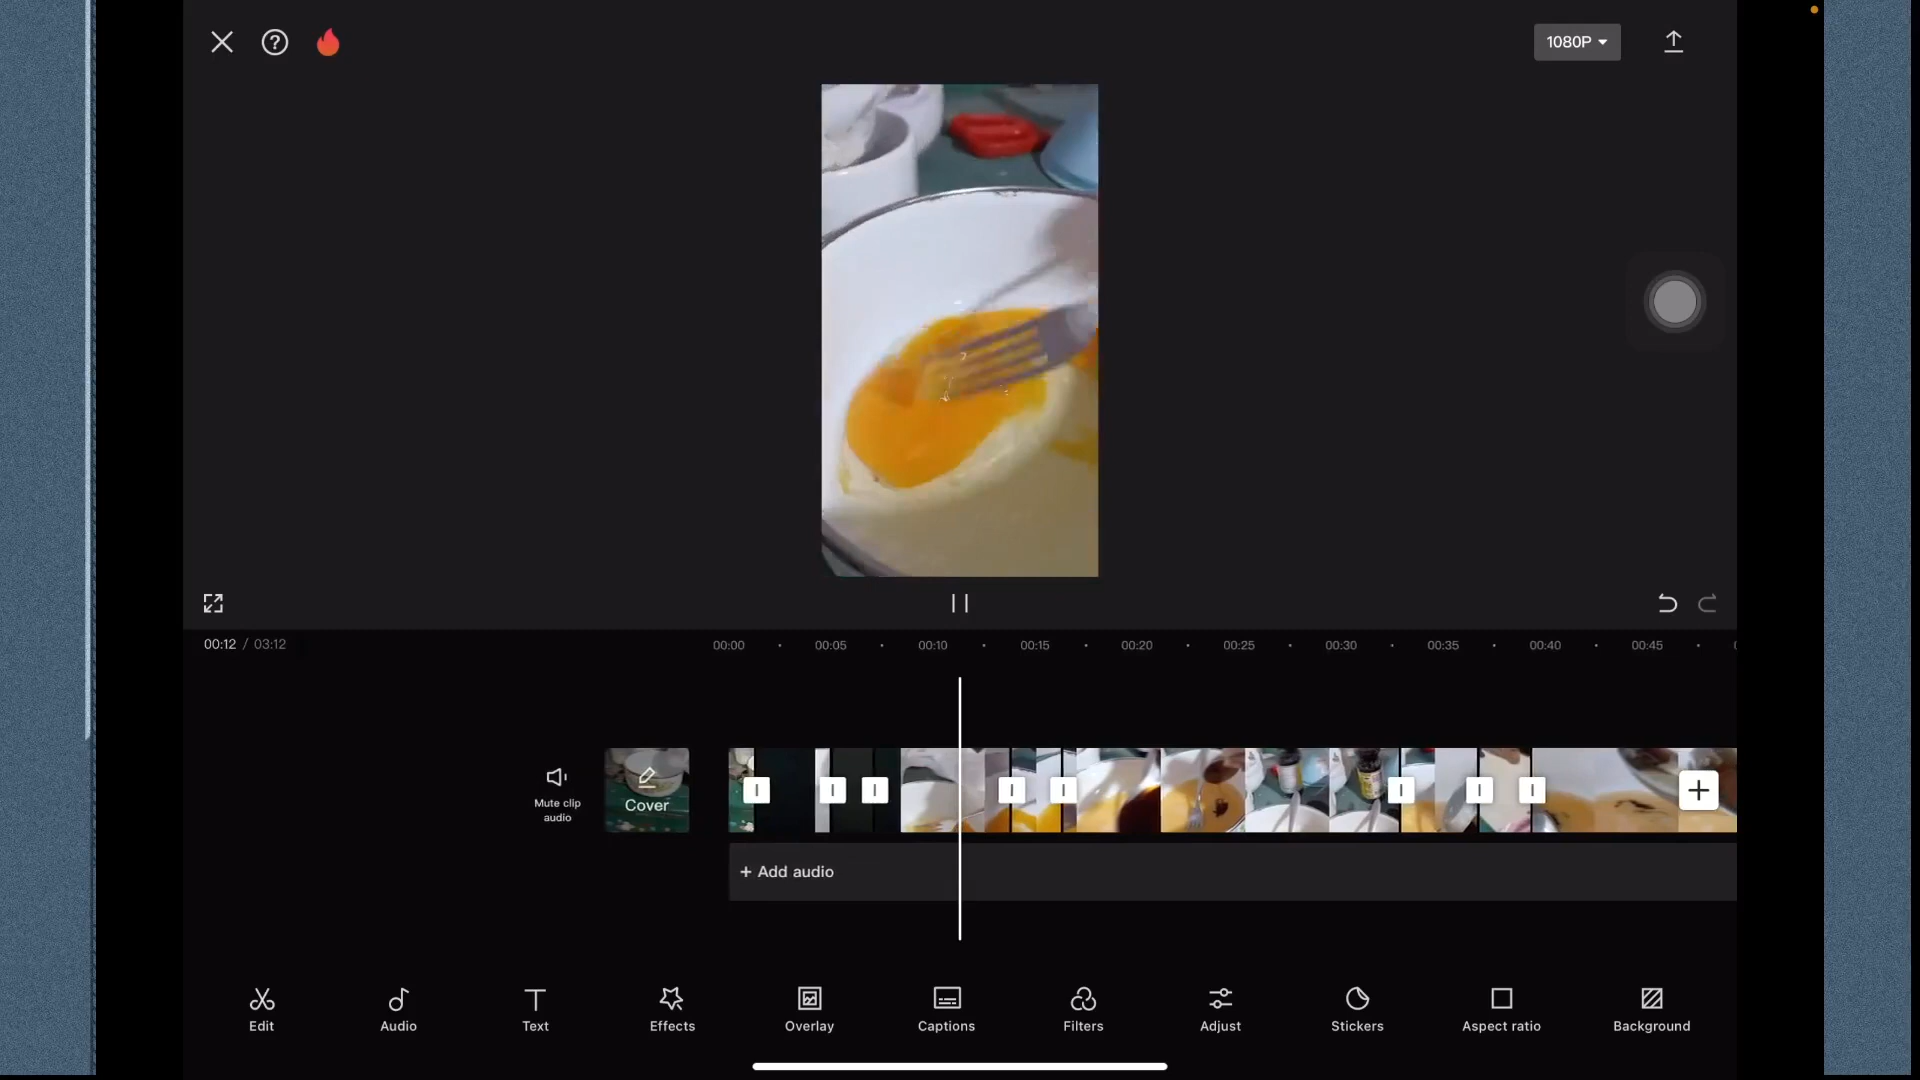 1080P
00:12 / 03:12
00:00 00:05 00:10 00:15 00:20 00:25 00:30 00:35 00:40 00:45
Mute clip
audio
Cover
+ Add audio
Edit
Audio
Text
Effects
Overlay
Captions
Filters
Adjust
Stickers
Aspect ratio
Background